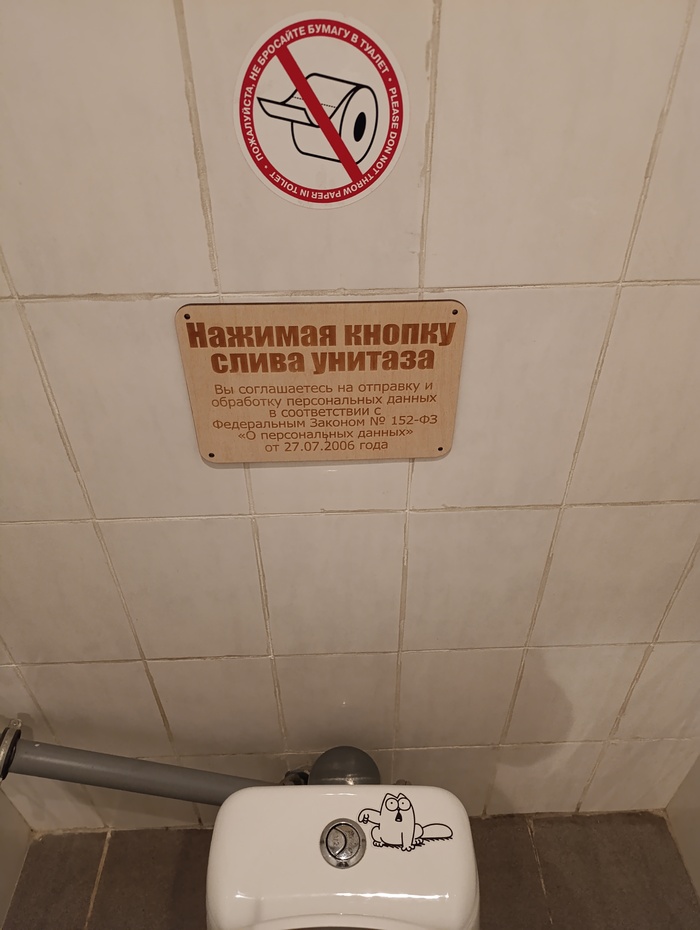 ПОЖАЛУЙСТА, НЕ БРОСАЙТЕ БУМАГУ В ТУАЛЕТ • PLEASE DON NOT THROW PAPER IN TOILET •
Нажимая кнопку
слива унитаза
Вы соглашаетесь на отправку и
обработку персональных данных
в соответствии с
Федеральным Законом № 152-ФЗ
«О персональных данных»
от 27.07.2006 года